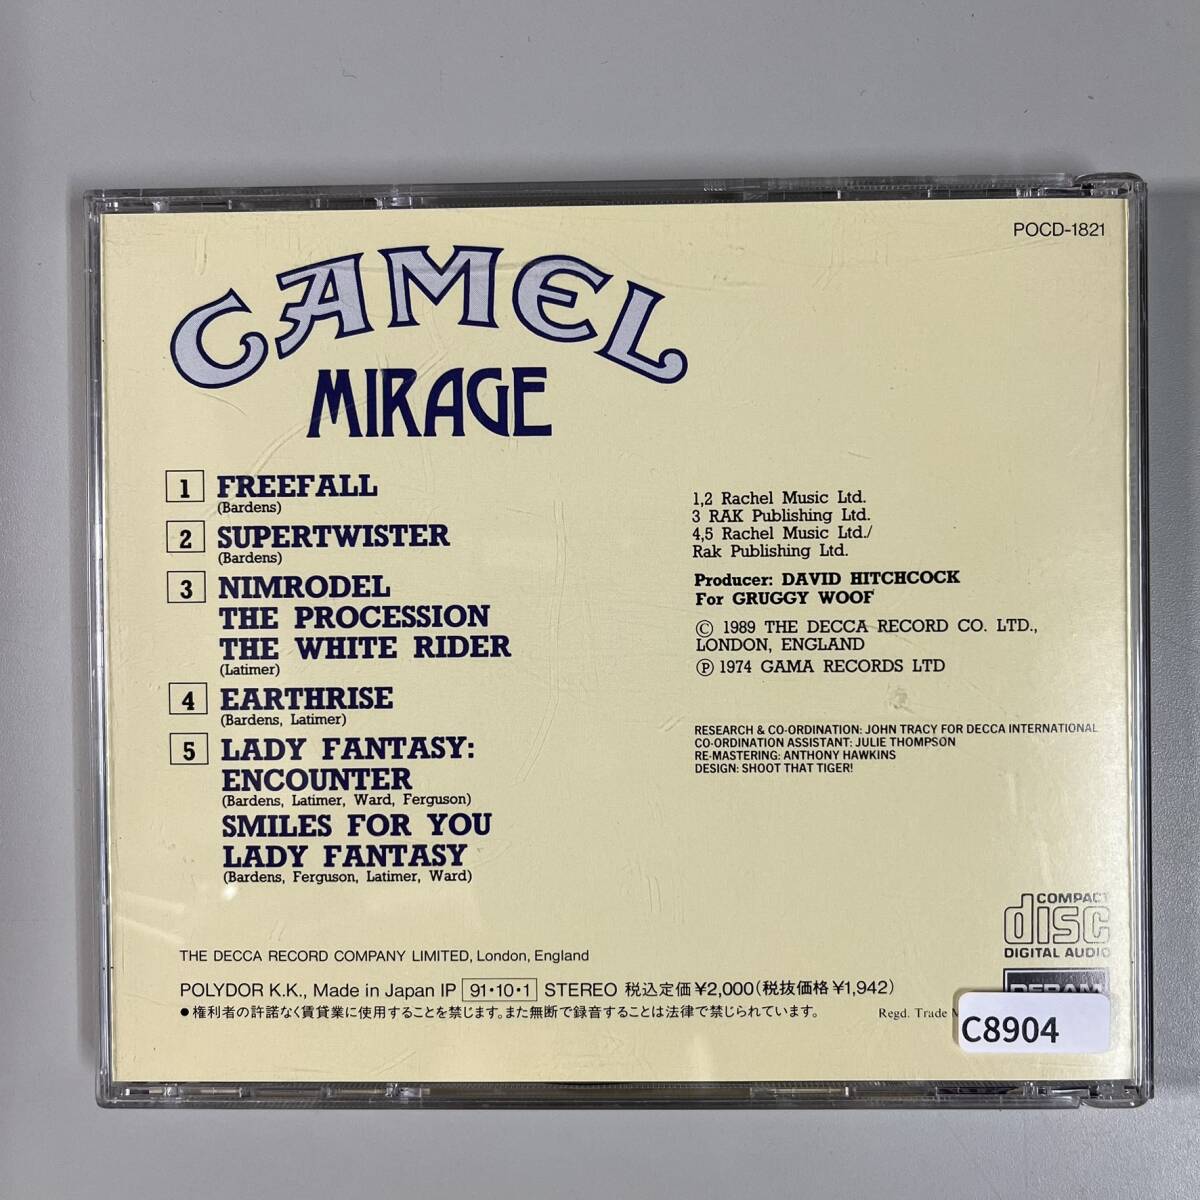 POCD-1821
CAMEL
MIRAGE
1 FREEFALL
(Bardens)
2 SUPERTWISTER
(Bardens)
3 NIMRODEL
THE PROCESSION
THE WHITE RIDER
(Latimer)
4 EARTHRISE
(Bardens, Latimer)
5 LADY FANTASY:
ENCOUNTER
(Bardens, Latimer, Ward, Ferguson)
SMILES FOR YOU
LADY FANTASY
(Bardens, Ferguson, Latimer, Ward)
1,2 Rachel Music Ltd.
3 RAK Publishing Ltd.
4,5 Rachel Music Ltd./
Rak Publishing Ltd.
Producer: DAVID HITCHCOCK
For GRUGGY WOOF
© 1989 THE DECCA RECORD CO. LTD.,
LONDON, ENGLAND
℗ 1974 GAMA RECORDS LTD
RESEARCH & CO-ORDINATION: JOHN TRACY FOR DECCA INTERNATIONAL
CO-ORDINATION ASSISTANT: JULIE THOMPSON
RE-MASTERING: ANTHONY HAWKINS
DESIGN: SHOOT THAT TIGER!
COMPACT
disc
DIGITAL AUDIO
DERAM
THE DECCA RECORD COMPANY LIMITED, London, England
POLYDOR K.K., Made in Japan IP 91·10·1 STEREO 税込定価¥2,000(税抜価格¥1,942)
●権利者の許諾なく賃貸業に使用することを禁じます。また無断で録音することは法律で禁じられています。
Regd. Trade
C8904